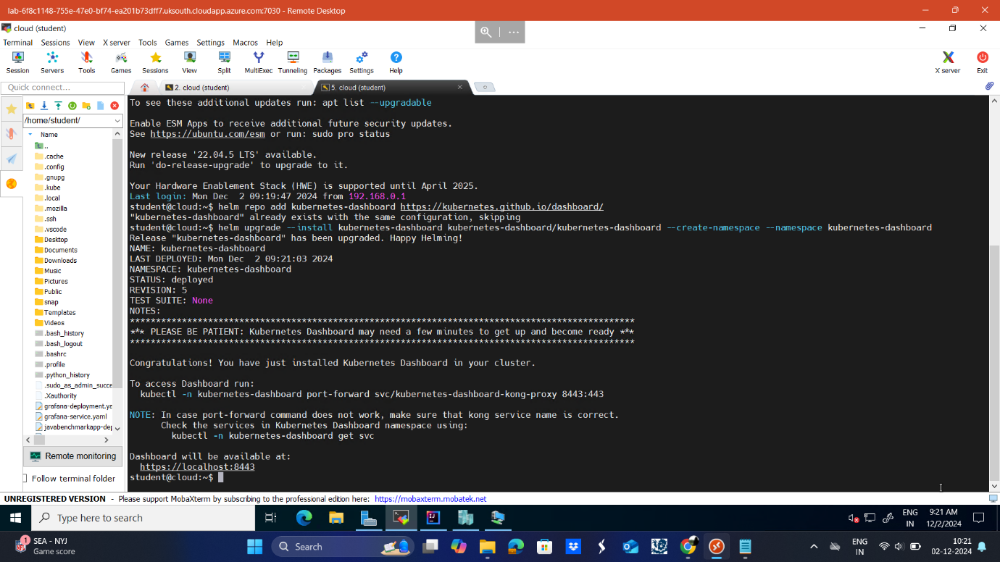 lab-6f8c1148-755e-47e0-bf74-ea201b73dff7.uksouth.cloudapp.azure.com:7030 - Remote Desktop
cloud (student)
Terminal Sessions View X server Tools Games Settings Macros Help
Session Servers Tools Games Sessions View Split MultiExec Tunneling Packages Settings Help X server Exit
Quick connect...
2. cloud (student)
5. cloud (student)
/home/student/
Name
..
.cache
.config
.gnupg
.kube
.local
.mozilla
.ssh
.vscode
Desktop
Documents
Downloads
Music
Pictures
Public
snap
Templates
Videos
.bash_history
.bash_logout
.bashrc
.profile
.python_history
.sudo_as_admin_succe
.Xauthority
grafana-deployment.ya
grafana-service.yaml
javabenchmarkapp-dep
Remote monitoring
Follow terminal folder
To see these additional updates run: apt list --upgradable
Enable ESM Apps to receive additional future security updates.
See https://ubuntu.com/esm or run: sudo pro status
New release '22.04.5 LTS' available.
Run 'do-release-upgrade' to upgrade to it.
Your Hardware Enablement Stack (HWE) is supported until April 2025.
Last login: Mon Dec  2 09:19:47 2024 from 192.168.0.1
student@cloud:~$ helm repo add kubernetes-dashboard https://kubernetes.github.io/dashboard/
"kubernetes-dashboard" already exists with the same configuration, skipping
student@cloud:~$ helm upgrade --install kubernetes-dashboard kubernetes-dashboard/kubernetes-dashboard --create-namespace --namespace kubernetes-dashboard
Release "kubernetes-dashboard" has been upgraded. Happy Helming!
NAME: kubernetes-dashboard
LAST DEPLOYED: Mon Dec  2 09:21:03 2024
NAMESPACE: kubernetes-dashboard
STATUS: deployed
REVISION: 5
TEST SUITE: None
NOTES:
*************************************************************************************************
*** PLEASE BE PATIENT: Kubernetes Dashboard may need a few minutes to get up and become ready ***
*************************************************************************************************
Congratulations! You have just installed Kubernetes Dashboard in your cluster.
To access Dashboard run:
kubectl -n kubernetes-dashboard port-forward svc/kubernetes-dashboard-kong-proxy 8443:443
NOTE: In case port-forward command does not work, make sure that kong service name is correct.
Check the services in Kubernetes Dashboard namespace using:
kubectl -n kubernetes-dashboard get svc
Dashboard will be available at:
https://localhost:8443
student@cloud:~$
UNREGISTERED VERSION - Please support MobaXterm by subscribing to the professional edition here: https://mobaxterm.mobatek.net
Type here to search
ENG
IN
9:21 AM
12/2/2024
1
SEA - NYJ
Game score
Search
ENG
IN
10:21
02-12-2024